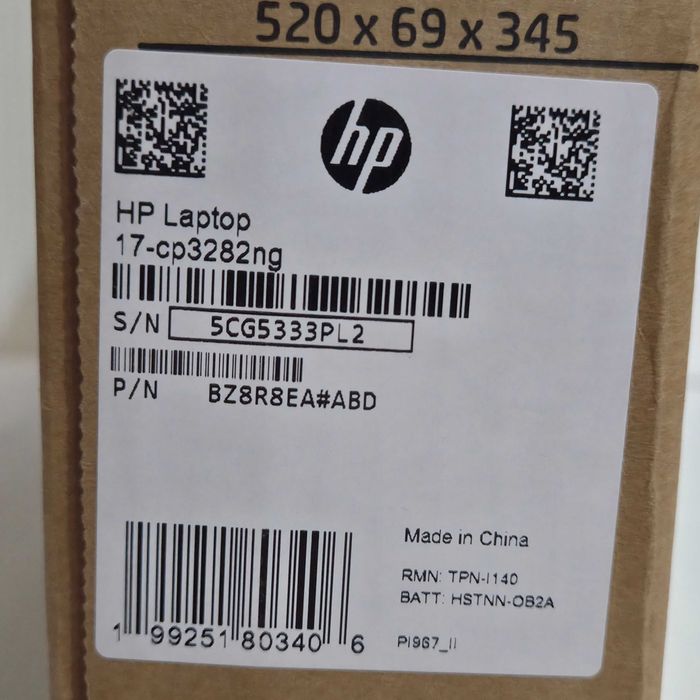 520 x 69 x 345
hp
HP Laptop
17-cp3282ng
S/N 5CG5333PL2
P/N BZ8R8EA#ABD
Made in China
RMN: TPN-I140
BATT: HSTNN-OB2A
1 99251 80340 6
PI967_II